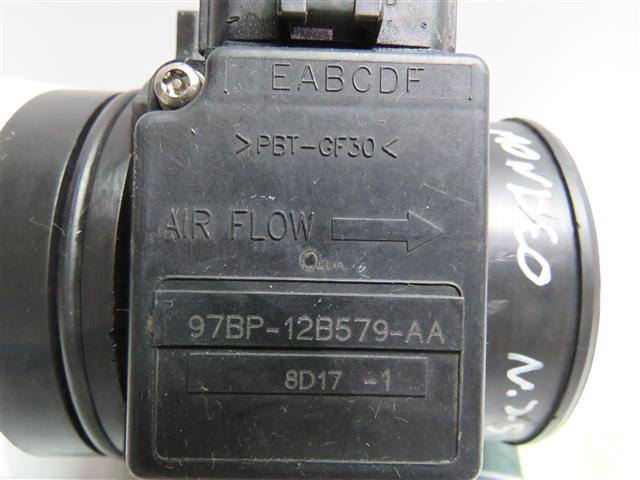 EABCDF
>PBT-GF30<
AIR FLOW
97BP-12B579-AA
8D17 -1